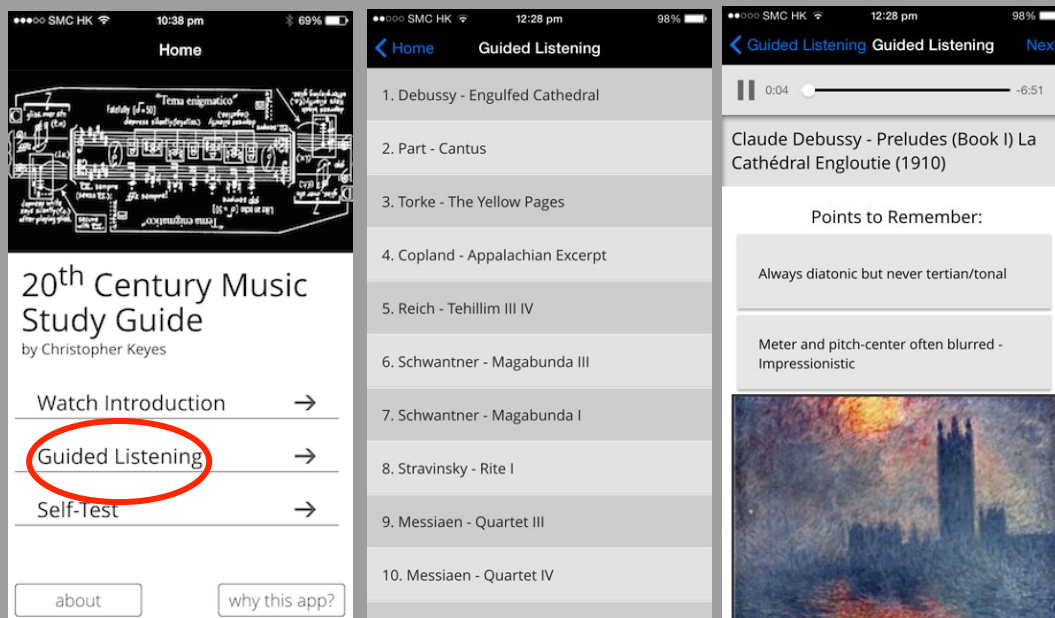 SMC HK 10:38 pm 69%
Home
"Tema enigmatico"
"Tema enigmatico"
20th Century Music
Study Guide
by Christopher Keyes
Watch Introduction
Guided Listening
Self-Test
about
why this app?
SMC HK 12:28 pm 98%
Home Guided Listening
1. Debussy - Engulfed Cathedral
2. Part - Cantus
3. Torke - The Yellow Pages
4. Copland - Appalachian Excerpt
5. Reich - Tehillim III IV
6. Schwantner - Magabunda III
7. Schwantner - Magabunda I
8. Stravinsky - Rite I
9. Messiaen - Quartet III
10. Messiaen - Quartet IV
SMC HK 12:28 pm 98%
Guided Listening Guided Listening Next
0:04 -6:51
Claude Debussy - Preludes (Book I) La
Cathédral Engloutie (1910)
Points to Remember:
Always diatonic but never tertian/tonal
Meter and pitch-center often blurred -
Impressionistic